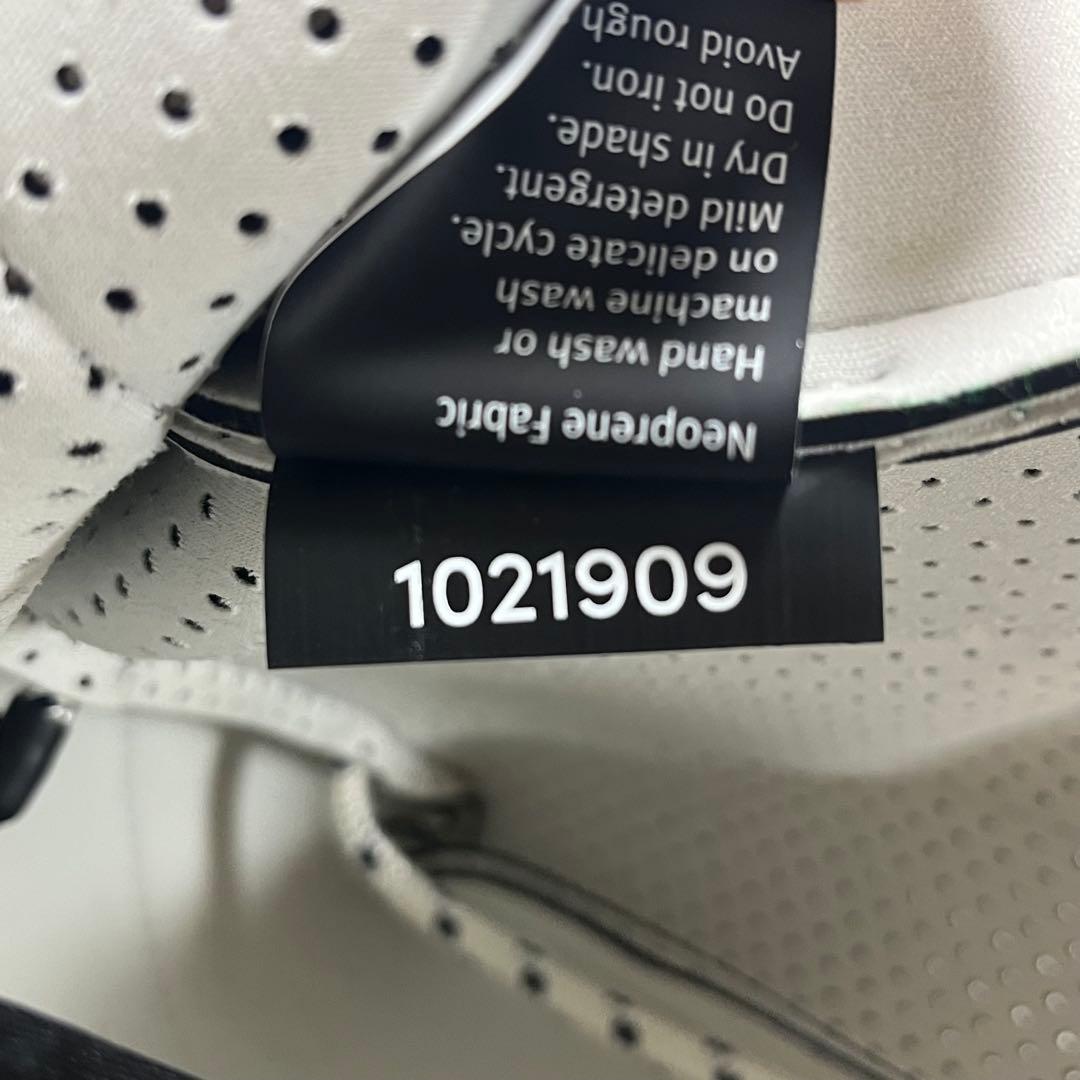 Neoprene Fabric
Hand wash or
machine wash
on delicate cycle.
Mild detergent.
Dry in shade.
Do not iron.
Avoid rough
1021909